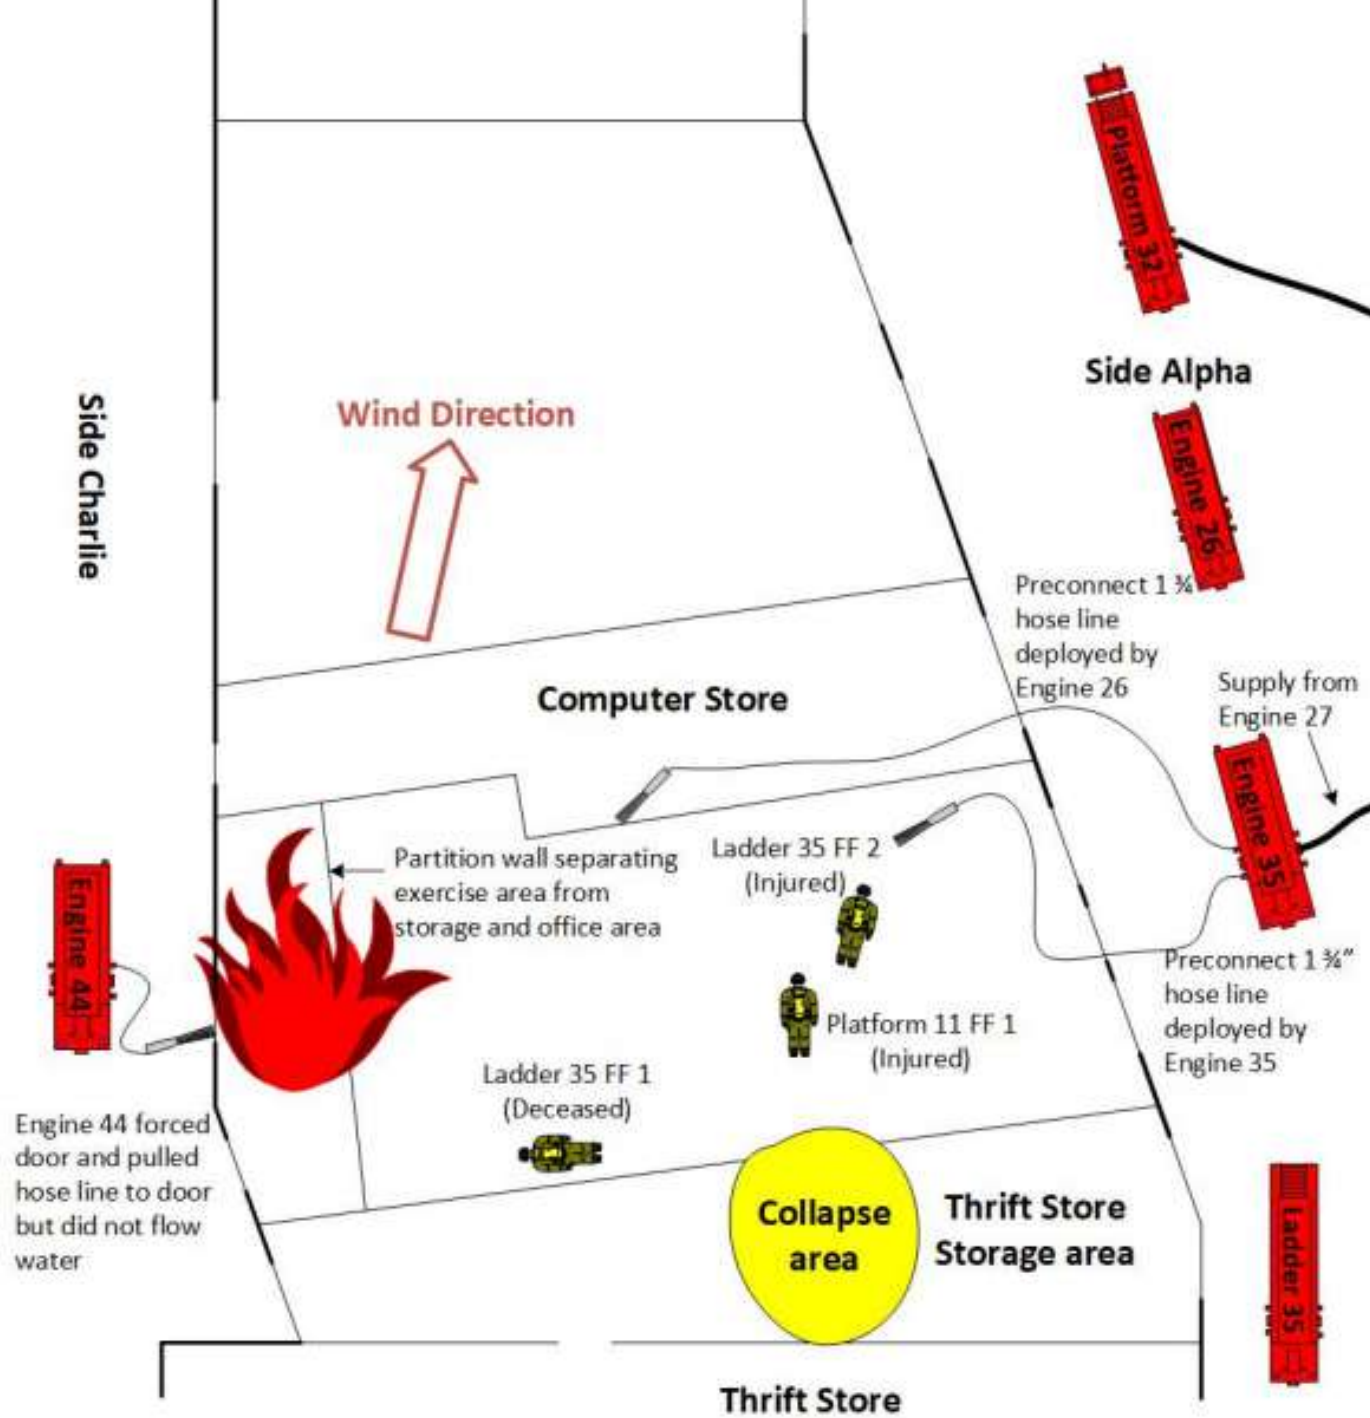 Platform 32
Side Alpha
Wind Direction
Side Charlie
Engine 26
Preconnect 1 ¾
hose line
deployed by
Engine 26
Supply from
Engine 27
Computer Store
Engine 35
Partition wall separating
exercise area from
storage and office area
Ladder 35 FF 2
(Injured)
Engine 44
Preconnect 1 ¾"
hose line
deployed by
Engine 35
Platform 11 FF 1
(Injured)
Ladder 35 FF 1
(Deceased)
Engine 44 forced
door and pulled
hose line to door
but did not flow
water
Collapse
area
Thrift Store
Storage area
Ladder 35
Thrift Store